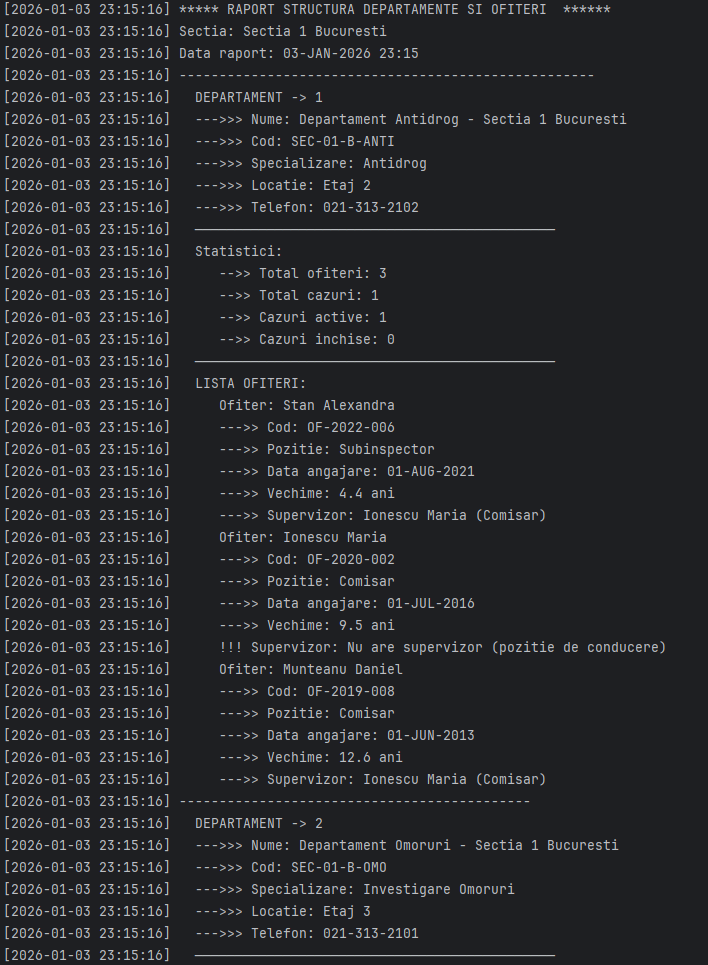 [2026-01-03 23:15:16] ***** RAPORT STRUCTURA DEPARTAMENTE SI OFITERI  ******
[2026-01-03 23:15:16] Sectia: Sectia 1 Bucuresti
[2026-01-03 23:15:16] Data raport: 03-JAN-2026 23:15
[2026-01-03 23:15:16] ----------------------------------------------------
[2026-01-03 23:15:16]   DEPARTAMENT -> 1
[2026-01-03 23:15:16]   --->>> Nume: Departament Antidrog - Sectia 1 Bucuresti
[2026-01-03 23:15:16]   --->>> Cod: SEC-01-B-ANTI
[2026-01-03 23:15:16]   --->>> Specializare: Antidrog
[2026-01-03 23:15:16]   --->>> Locatie: Etaj 2
[2026-01-03 23:15:16]   --->>> Telefon: 021-313-2102
[2026-01-03 23:15:16]   _____________________________________________
[2026-01-03 23:15:16]   Statistici:
[2026-01-03 23:15:16]      -->> Total ofiteri: 3
[2026-01-03 23:15:16]      -->> Total cazuri: 1
[2026-01-03 23:15:16]      -->> Cazuri active: 1
[2026-01-03 23:15:16]      -->> Cazuri inchise: 0
[2026-01-03 23:15:16]   _____________________________________________
[2026-01-03 23:15:16]   LISTA OFITERI:
[2026-01-03 23:15:16]      Ofiter: Stan Alexandra
[2026-01-03 23:15:16]      --->> Cod: OF-2022-006
[2026-01-03 23:15:16]      --->> Pozitie: Subinspector
[2026-01-03 23:15:16]      --->> Data angajare: 01-AUG-2021
[2026-01-03 23:15:16]      --->> Vechime: 4.4 ani
[2026-01-03 23:15:16]      --->> Supervizor: Ionescu Maria (Comisar)
[2026-01-03 23:15:16]      Ofiter: Ionescu Maria
[2026-01-03 23:15:16]      --->> Cod: OF-2020-002
[2026-01-03 23:15:16]      --->> Pozitie: Comisar
[2026-01-03 23:15:16]      --->> Data angajare: 01-JUL-2016
[2026-01-03 23:15:16]      --->> Vechime: 9.5 ani
[2026-01-03 23:15:16]      !!! Supervizor: Nu are supervizor (pozitie de conducere)
[2026-01-03 23:15:16]      Ofiter: Munteanu Daniel
[2026-01-03 23:15:16]      --->> Cod: OF-2019-008
[2026-01-03 23:15:16]      --->> Pozitie: Comisar
[2026-01-03 23:15:16]      --->> Data angajare: 01-JUN-2013
[2026-01-03 23:15:16]      --->> Vechime: 12.6 ani
[2026-01-03 23:15:16]      --->> Supervizor: Ionescu Maria (Comisar)
[2026-01-03 23:15:16] --------------------------------------------
[2026-01-03 23:15:16]   DEPARTAMENT -> 2
[2026-01-03 23:15:16]   --->>> Nume: Departament Omoruri - Sectia 1 Bucuresti
[2026-01-03 23:15:16]   --->>> Cod: SEC-01-B-OMO
[2026-01-03 23:15:16]   --->>> Specializare: Investigare Omoruri
[2026-01-03 23:15:16]   --->>> Locatie: Etaj 3
[2026-01-03 23:15:16]   --->>> Telefon: 021-313-2101
[2026-01-03 23:15:16]   _____________________________________________